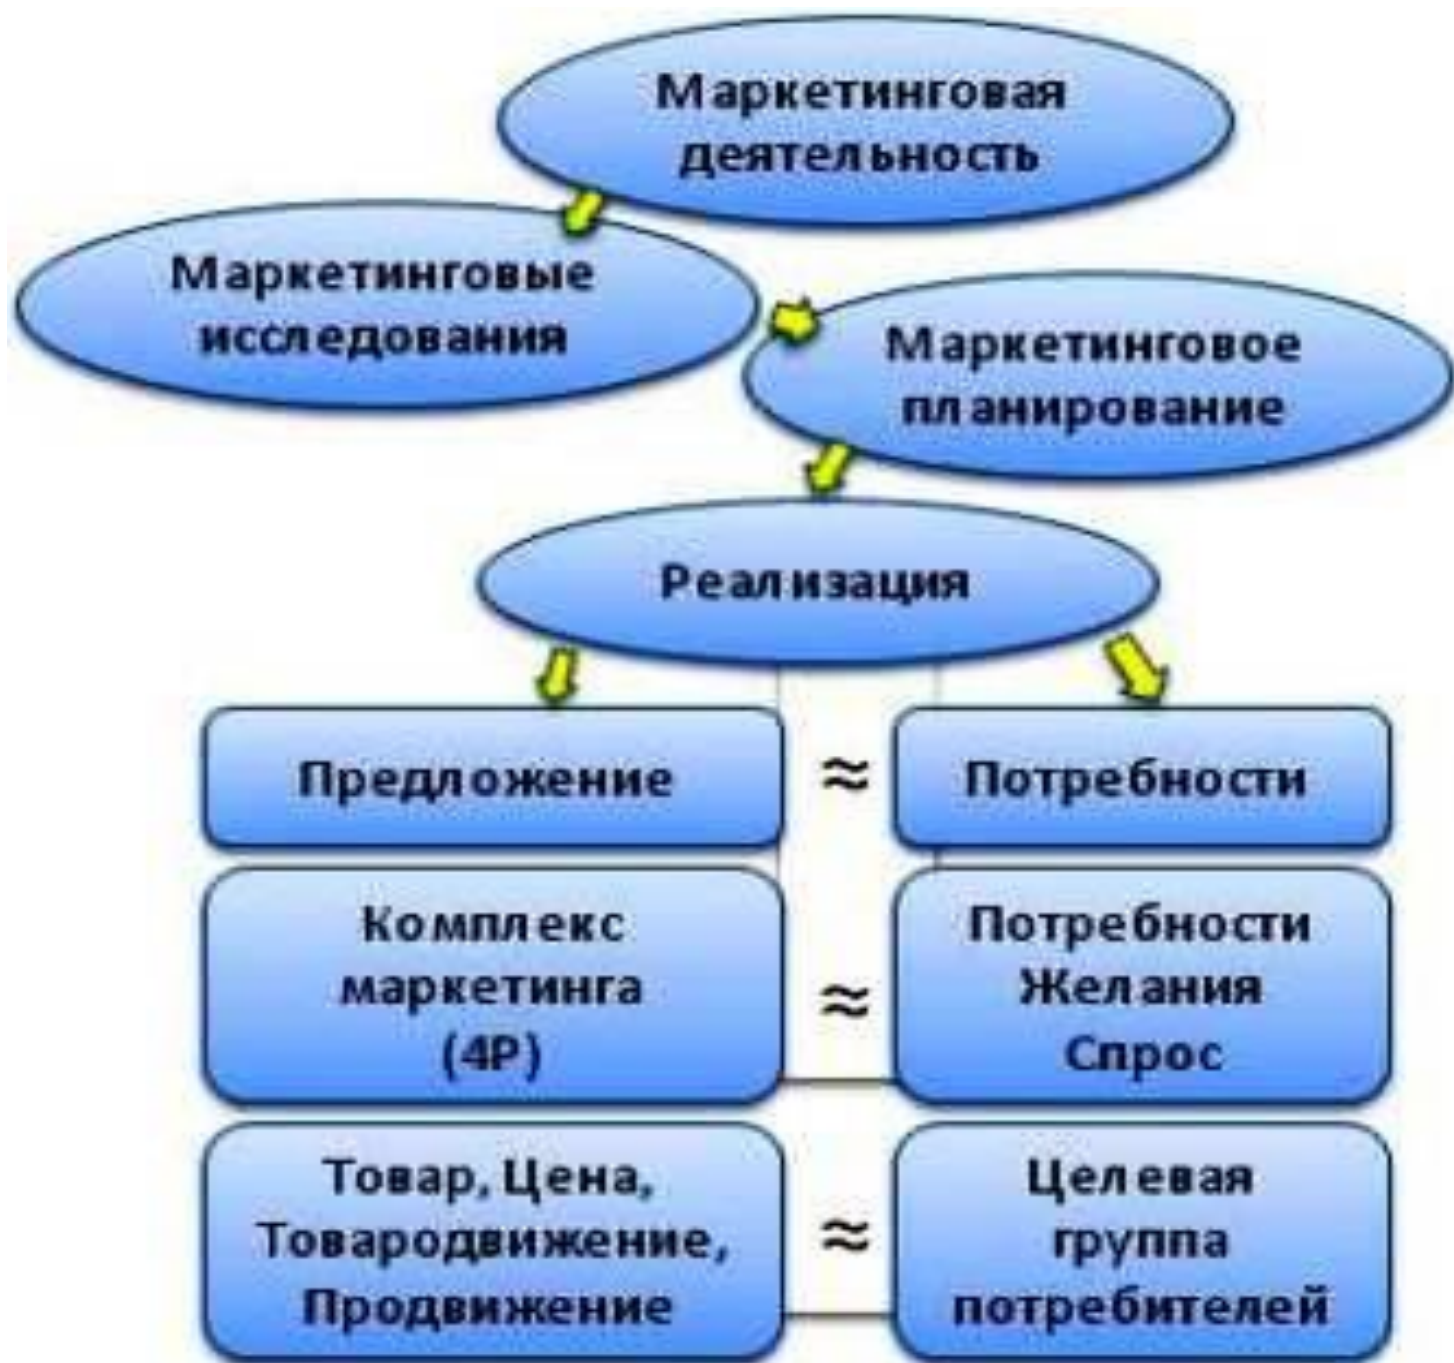 Маркетинговая
деятельность
Маркетинговые
исследования
Маркетинговое
планирование
Реализация
Предложение
≈
Потребности
Комплекс
маркетинга
(4P)
≈
Потребности
Желания
Спрос
Товар, Цена,
Товародвижение,
Продвижение
≈
Целевая
группа
потребителей